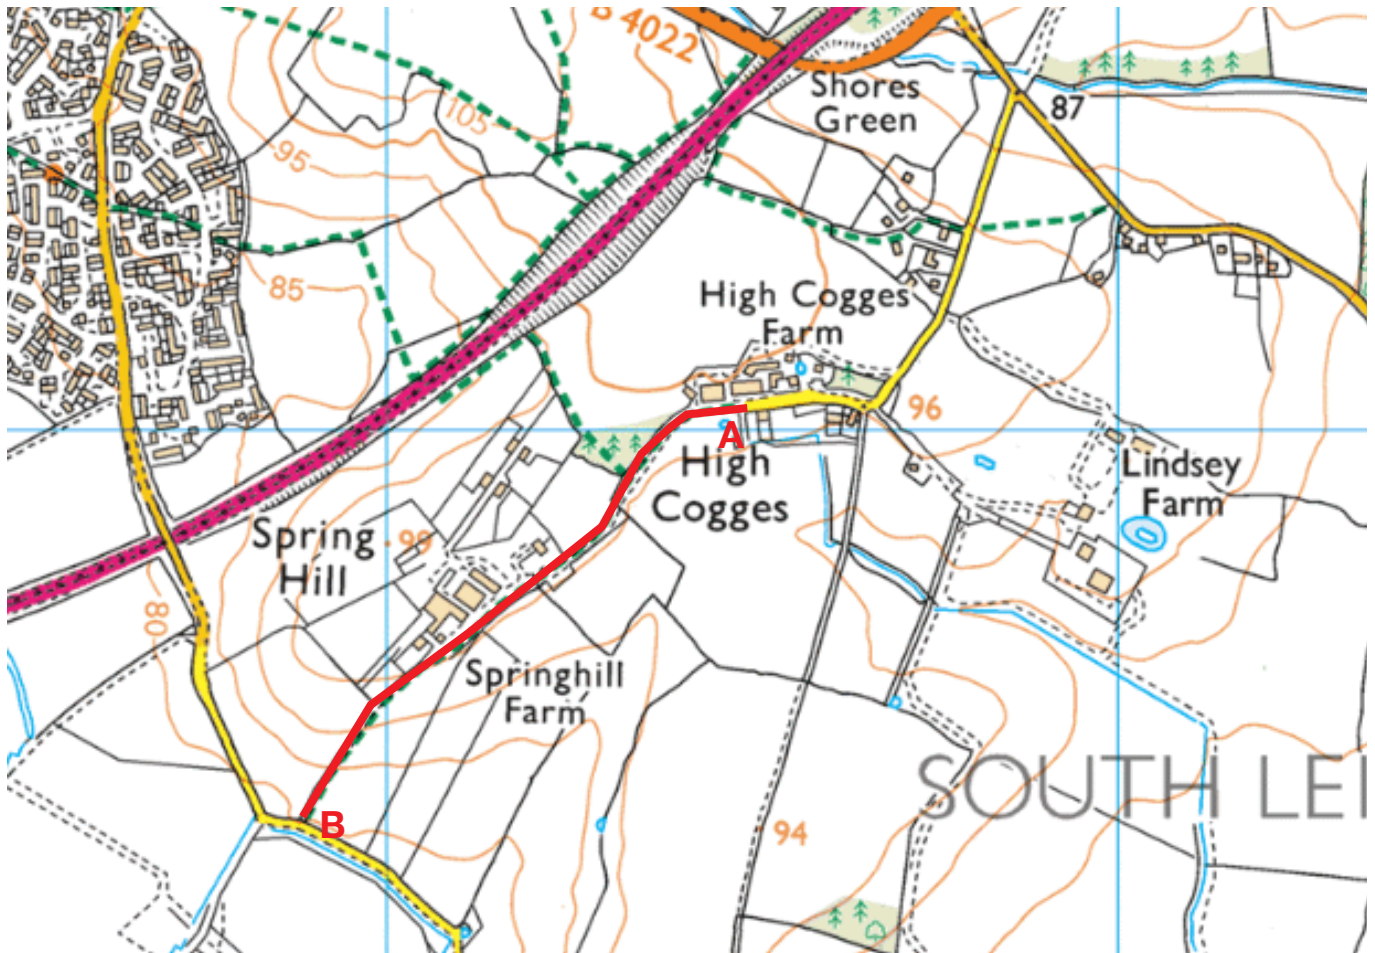 B 4022
105
Shores
Green
87
95
85
High Cogges
Farm
96
A
High
Cogges
Lindsey
Farm
Spring
Hill
99
80
Springhill
Farm
SOUTH LEI
B
94